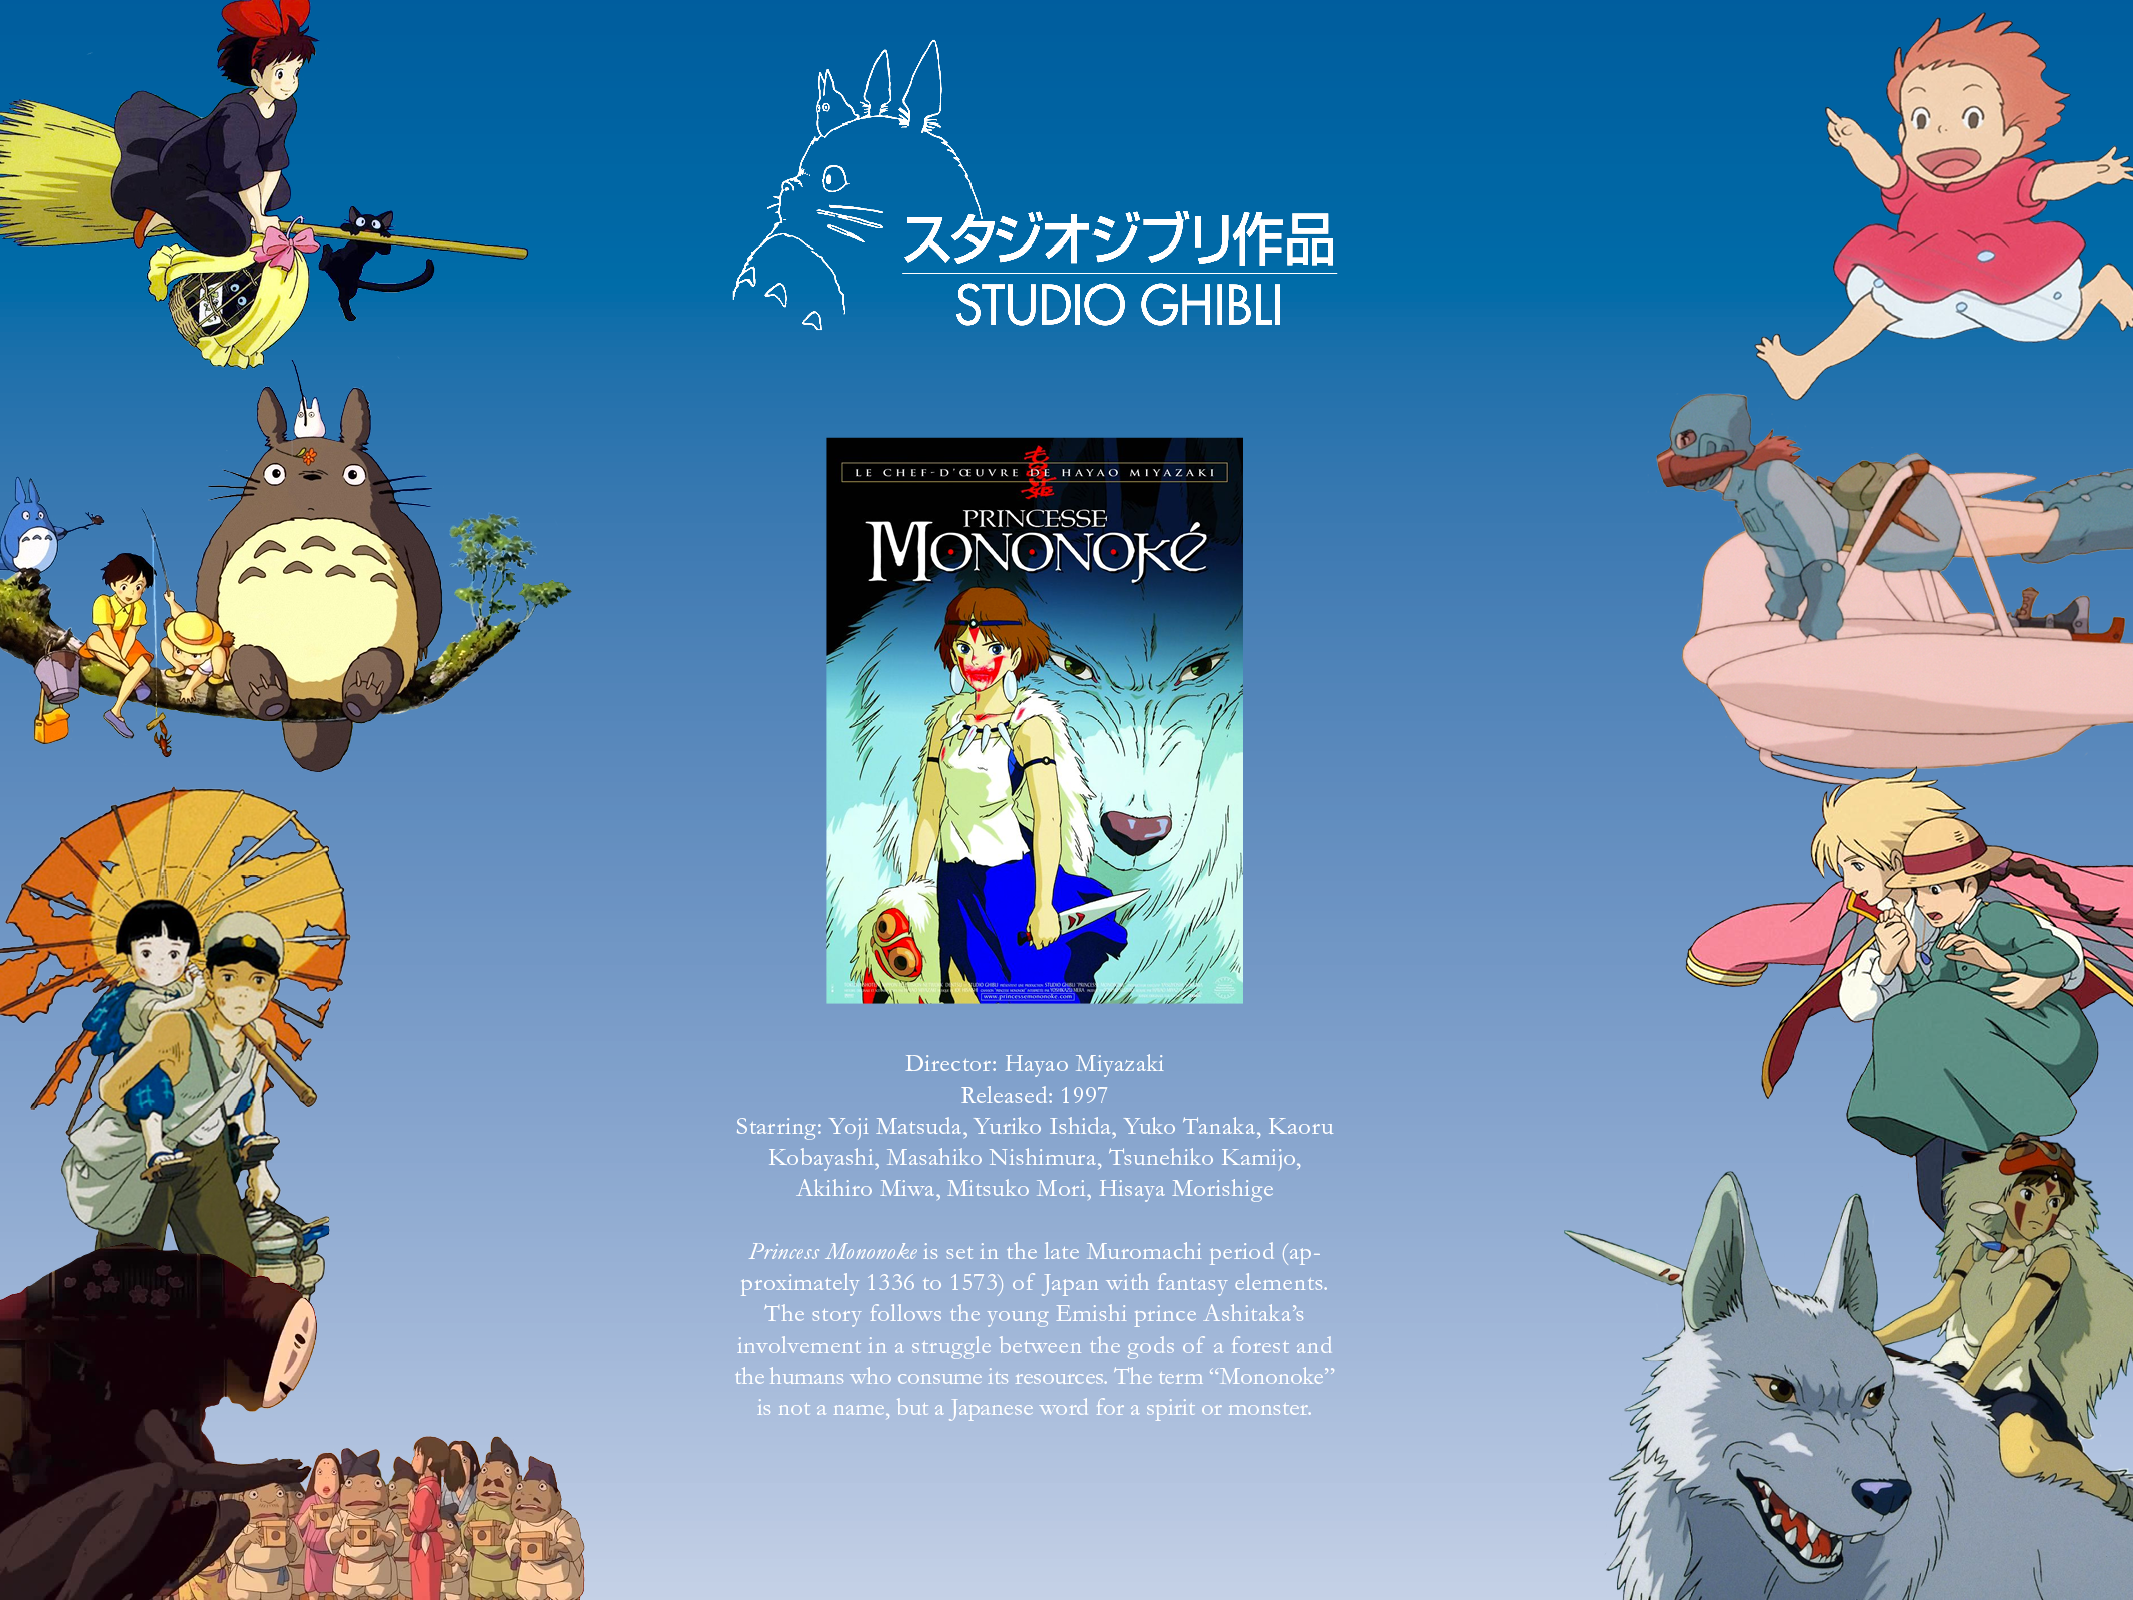 スタジオジブリ作品
STUDIO GHIBLI
LE CHEF-D'ŒUVRE DE HAYAO MIYAZAKI
PRINCESSE
MONONOKé
www.princessemononoke.com
Director: Hayao Miyazaki
Released: 1997
Starring: Yoji Matsuda, Yuriko Ishida, Yuko Tanaka, Kaoru
Kobayashi, Masahiko Nishimura, Tsunehiko Kamijo,
Akihiro Miwa, Mitsuko Mori, Hisaya Morishige
Princess Mononoke is set in the late Muromachi period (ap-
proximately 1336 to 1573) of Japan with fantasy elements.
The story follows the young Emishi prince Ashitaka’s
involvement in a struggle between the gods of a forest and
the humans who consume its resources. The term “Mononoke”
is not a name, but a Japanese word for a spirit or monster.